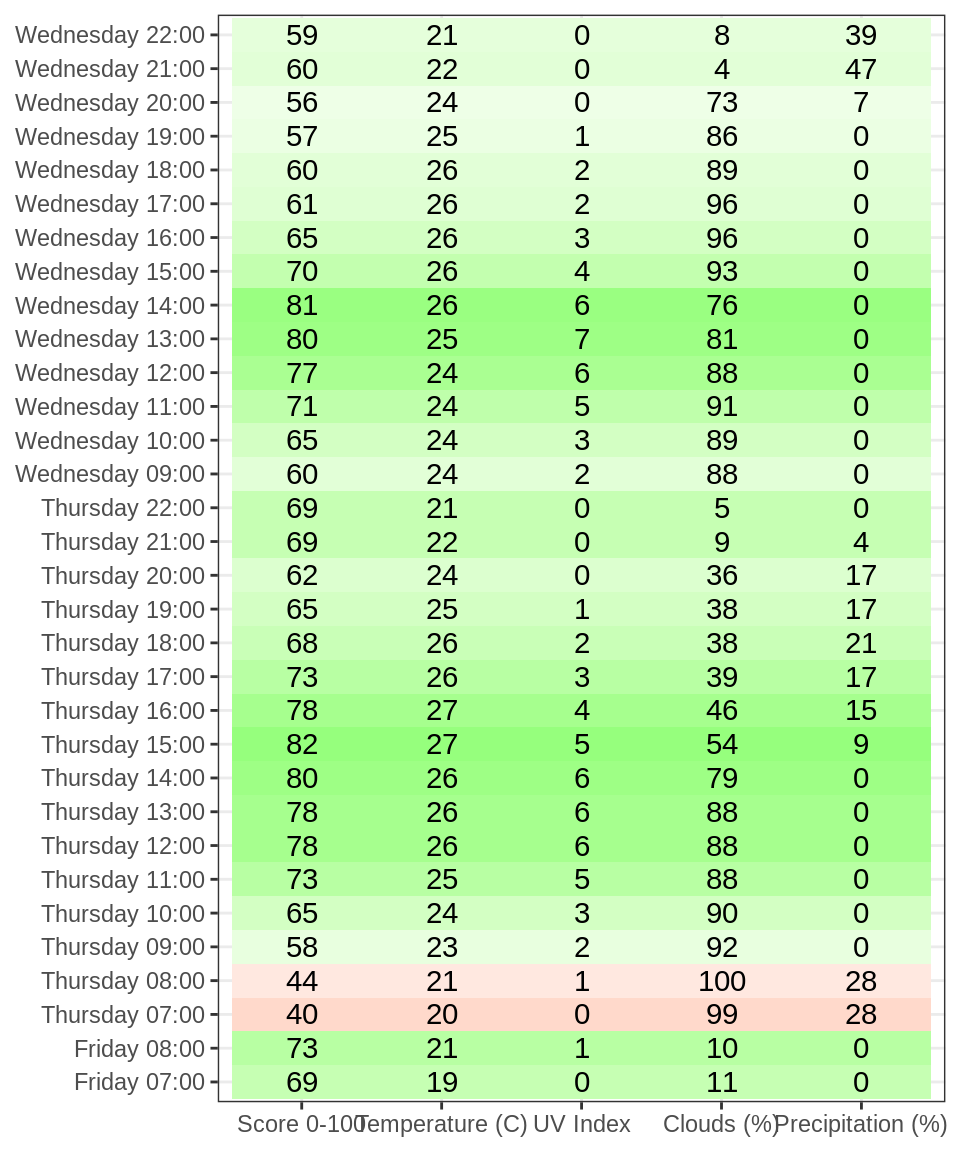 Wednesday 22:00 59 21 0 8 39
Wednesday 21:00 60 22 0 4 47
Wednesday 20:00 56 24 0 73 7
Wednesday 19:00 57 25 1 86 0
Wednesday 18:00 60 26 2 89 0
Wednesday 17:00 61 26 2 96 0
Wednesday 16:00 65 26 3 96 0
Wednesday 15:00 70 26 4 93 0
Wednesday 14:00 81 26 6 76 0
Wednesday 13:00 80 25 7 81 0
Wednesday 12:00 77 24 6 88 0
Wednesday 11:00 71 24 5 91 0
Wednesday 10:00 65 24 3 89 0
Wednesday 09:00 60 24 2 88 0
Thursday 22:00 69 21 0 5 0
Thursday 21:00 69 22 0 9 4
Thursday 20:00 62 24 0 36 17
Thursday 19:00 65 25 1 38 17
Thursday 18:00 68 26 2 38 21
Thursday 17:00 73 26 3 39 17
Thursday 16:00 78 27 4 46 15
Thursday 15:00 82 27 5 54 9
Thursday 14:00 80 26 6 79 0
Thursday 13:00 78 26 6 88 0
Thursday 12:00 78 26 6 88 0
Thursday 11:00 73 25 5 88 0
Thursday 10:00 65 24 3 90 0
Thursday 09:00 58 23 2 92 0
Thursday 08:00 44 21 1 100 28
Thursday 07:00 40 20 0 99 28
Friday 08:00 73 21 1 10 0
Friday 07:00 69 19 0 11 0
Score 0-100 Temperature (C) UV Index Clouds (%) Precipitation (%)